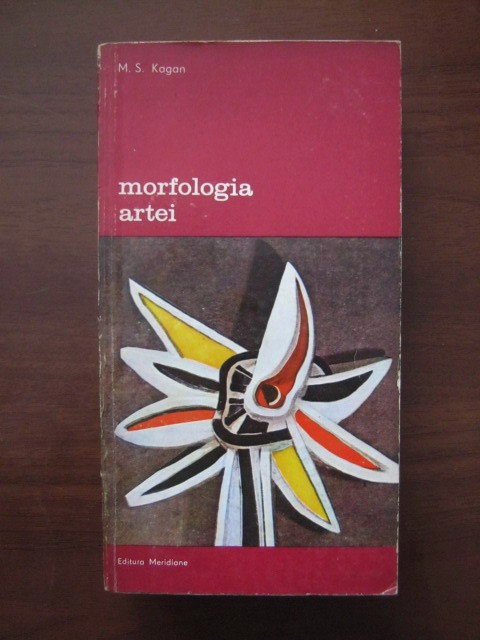 M. S. Kagan
morfologia
artei
Editura Meridiane